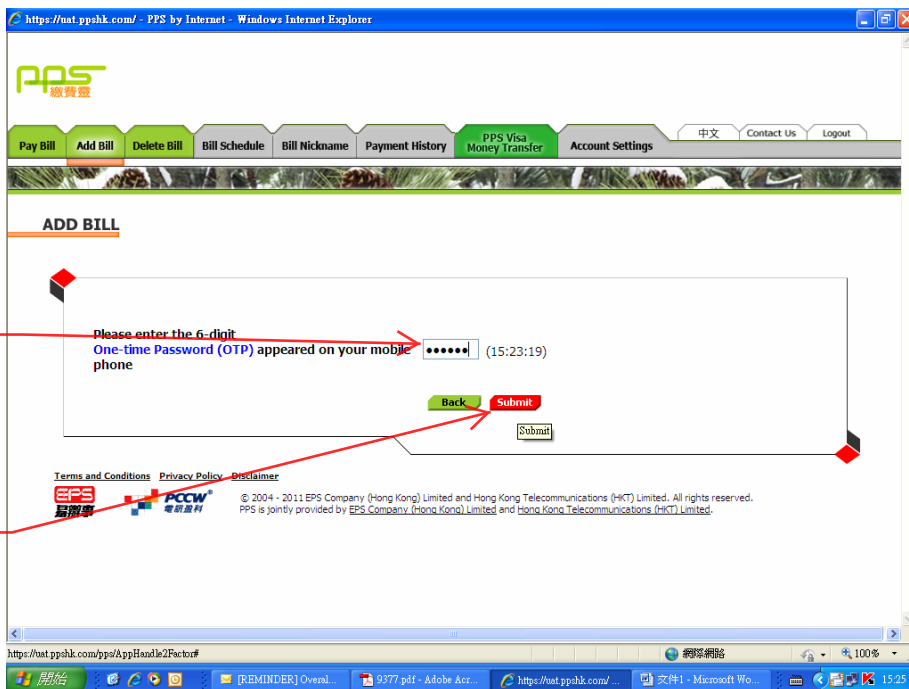 https://uat.ppshk.com/ - PPS by Internet - Windows Internet Explorer
pps
繳費靈
中文 Contact Us Logout
Pay Bill Add Bill Delete Bill Bill Schedule Bill Nickname Payment History PPS Visa Money Transfer Account Settings
ADD BILL
Please enter the 6-digit
One-time Password (OTP) appeared on your mobile
phone
•••••• (15:23:19)
Back Submit
Submit
Terms and Conditions Privacy Policy Disclaimer
EPS
易辦事
PCCW
電訊盈科
© 2004 - 2011 EPS Company (Hong Kong) Limited and Hong Kong Telecommunications (HKT) Limited. All rights reserved.
PPS is jointly provided by EPS Company (Hong Kong) Limited and Hong Kong Telecommunications (HKT) Limited.
https://uat.ppshk.com/pps/AppHandle2Factor# 網際網路 100%
開始 [REMINDER] Overal... 9377.pdf - Adobe Acr... https://uat.ppshk.com/ ... 文件1 - Microsoft Wo... 15:25